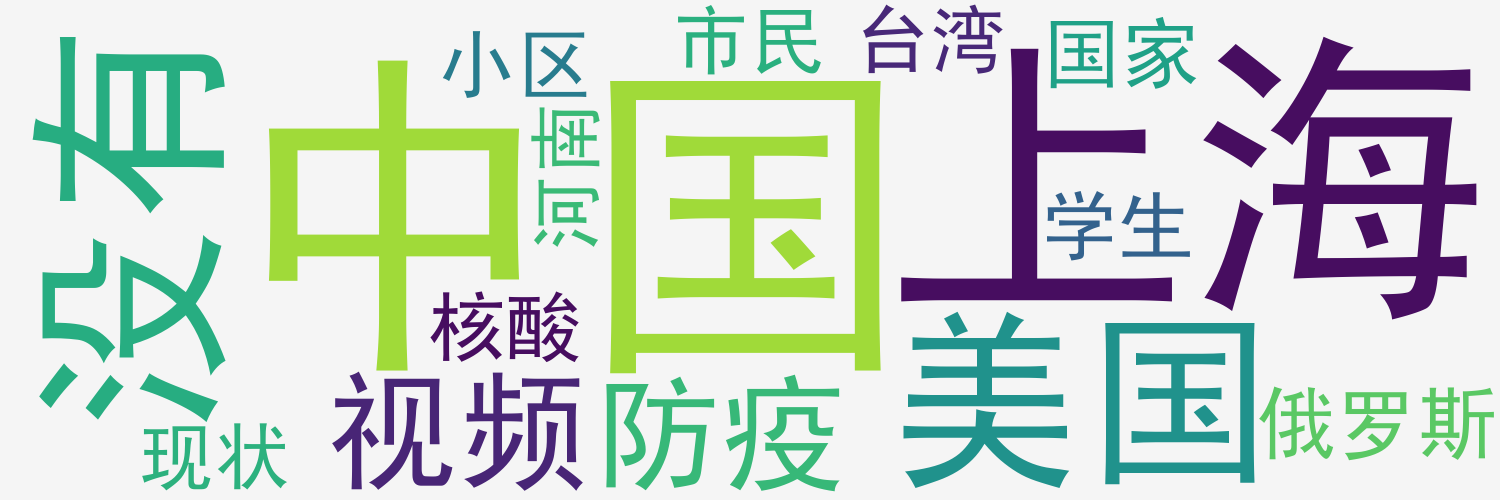 没有
中国
上海
小区
市民
台湾
国家
河南
学生
核酸
视频
防疫
美国
俄罗斯
现状